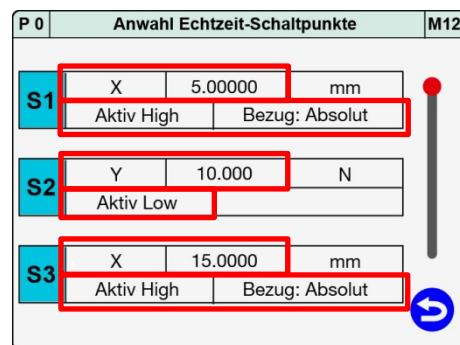 P 0 Anwahl Echtzeit-Schaltpunkte M12
S1 X 5.00000 mm
Aktiv High Bezug: Absolut
S2 Y 10.000 N
Aktiv Low
S3 X 15.0000 mm
Aktiv High Bezug: Absolut